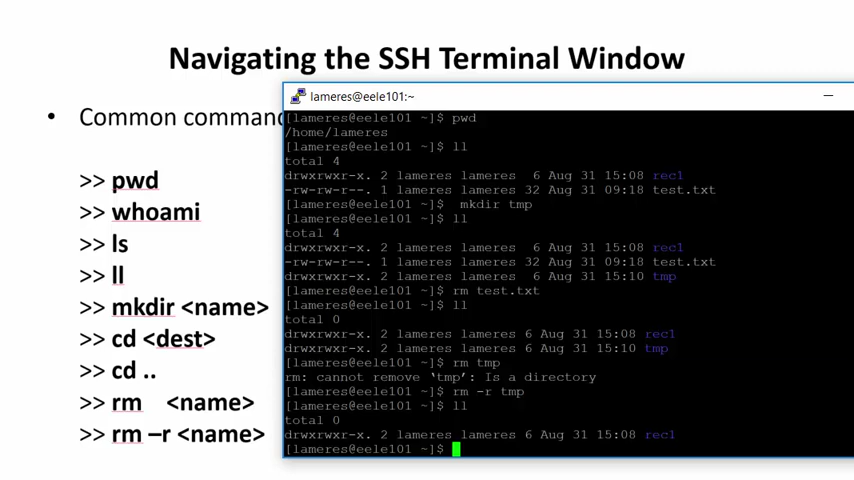 Navigating the SSH Terminal Window
• Common command
>> pwd
>> whoami
>> ls
>> ll
>> mkdir <name>
>> cd <dest>
>> cd ..
>> rm <name>
>> rm –r <name>
lameres@eele101:~
[lameres@eele101 ~]$ pwd
/home/lameres
[lameres@eele101 ~]$ ll
total 4
drwxrwxr-x. 2 lameres lameres  6 Aug 31 15:08 rec1
-rw-rw-r--. 1 lameres lameres 32 Aug 31 09:18 test.txt
[lameres@eele101 ~]$  mkdir tmp
[lameres@eele101 ~]$ ll
total 4
drwxrwxr-x. 2 lameres lameres  6 Aug 31 15:08 rec1
-rw-rw-r--. 1 lameres lameres 32 Aug 31 09:18 test.txt
drwxrwxr-x. 2 lameres lameres  6 Aug 31 15:10 tmp
[lameres@eele101 ~]$ rm test.txt
[lameres@eele101 ~]$ ll
total 0
drwxrwxr-x. 2 lameres lameres 6 Aug 31 15:08 rec1
drwxrwxr-x. 2 lameres lameres 6 Aug 31 15:10 tmp
[lameres@eele101 ~]$ rm tmp
rm: cannot remove ‘tmp’: Is a directory
[lameres@eele101 ~]$ rm -r tmp
[lameres@eele101 ~]$ ll
total 0
drwxrwxr-x. 2 lameres lameres 6 Aug 31 15:08 rec1
[lameres@eele101 ~]$